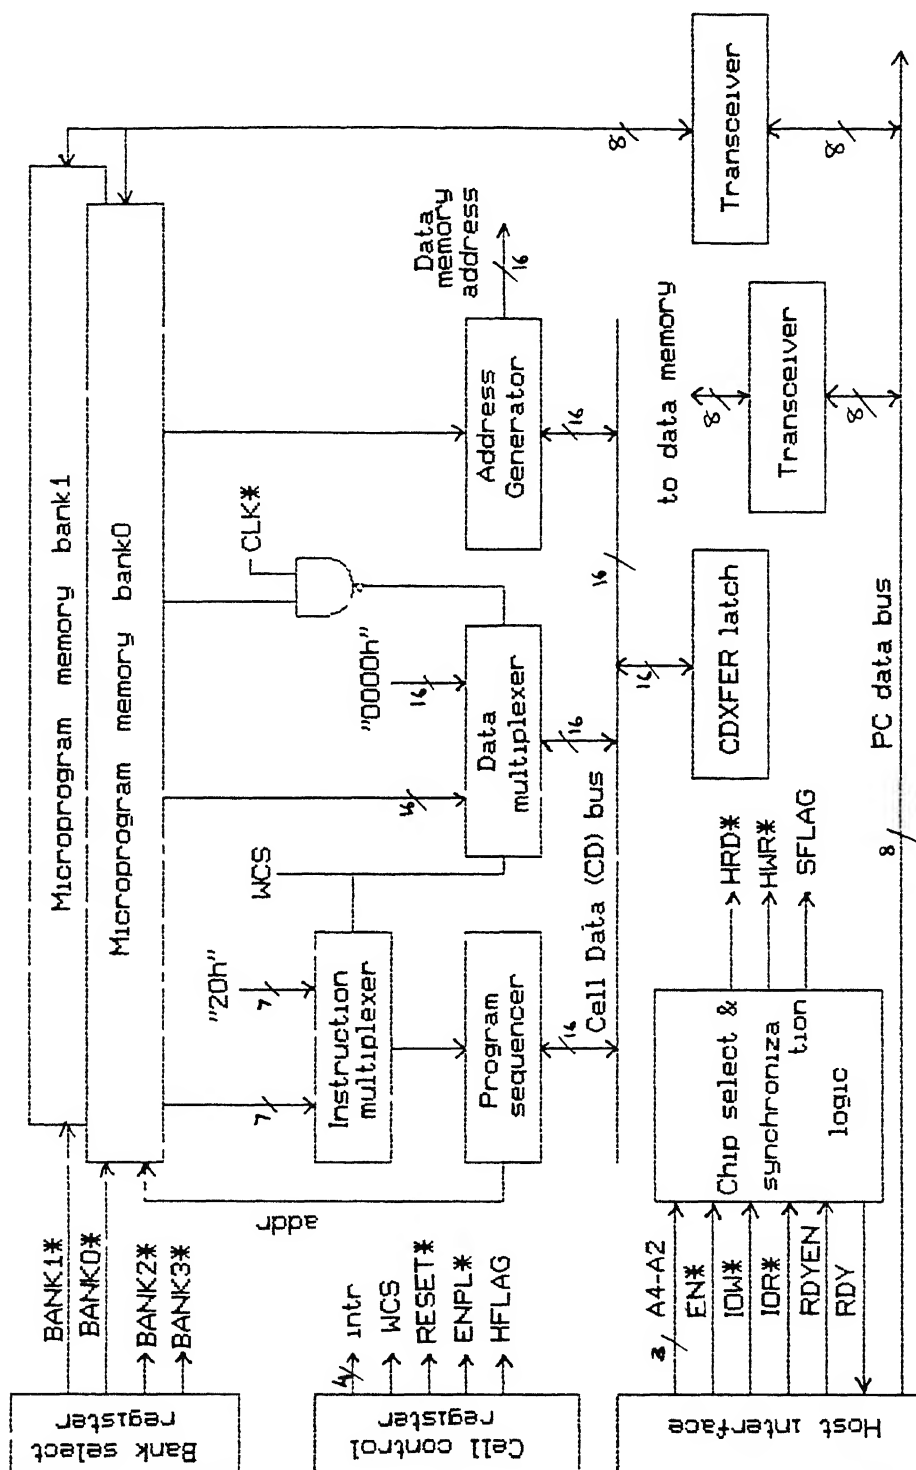 Microprogram memory bank1
Microprogram memory bank0
BANK1*
BANK0*
BANK2*
BANK3*
Bank select
register
CLK*
"0000h"
16
16
WCS
"20h"
7
7
Instruction
multiplexer
Data
multiplexer
Address
Generator
Data
memory
address
16
Program
sequencer
addr
16
16
16
16
Cell Data (CD) bus
4
intr
WCS
RESET*
ENPL*
HFLAG
Cell control
register
16
CDXFER latch
to data memory
8
Transceiver
8
8
Transceiver
8
Chip select &
synchroniza
tion
logic
HRD*
HWR*
SFLAG
3
A4-A2
EN*
IOW*
IOR*
RDYEN
RDY
Host interface
8
PC data bus